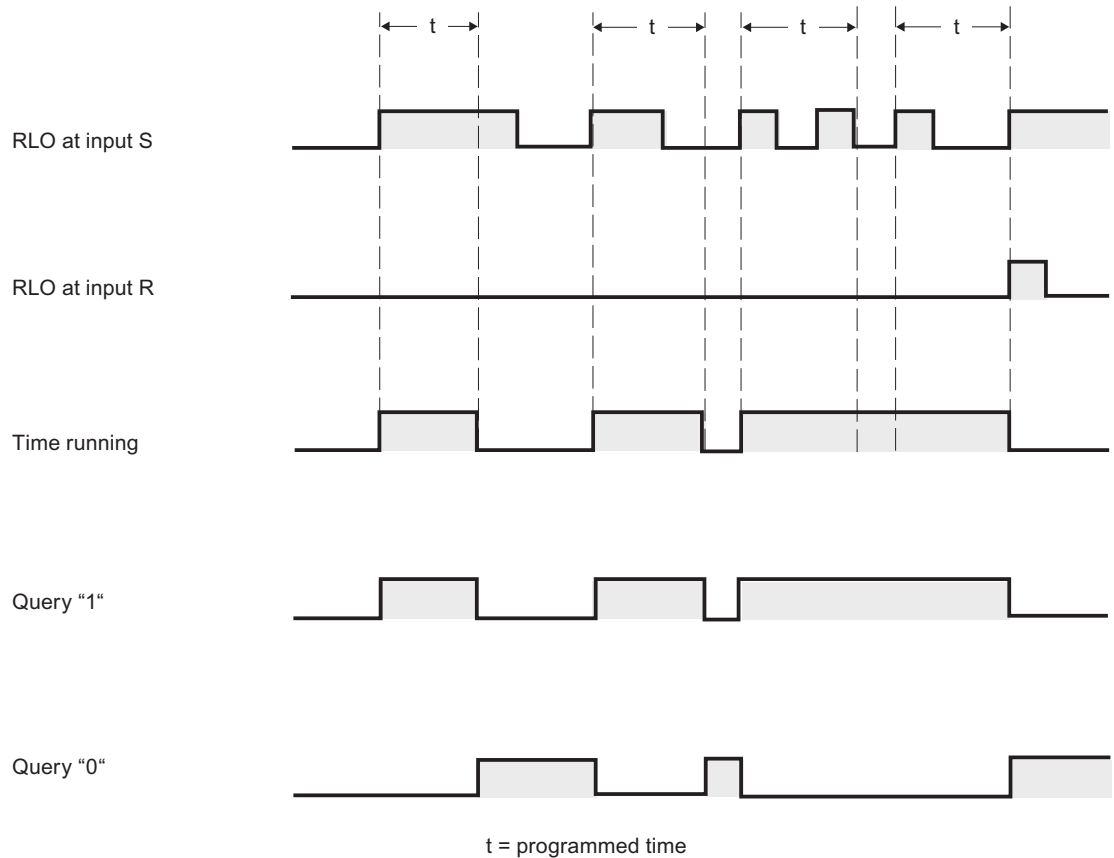 t t t t
RLO at input S
RLO at input R
Time running
Query “1“
Query “0“
t = programmed time